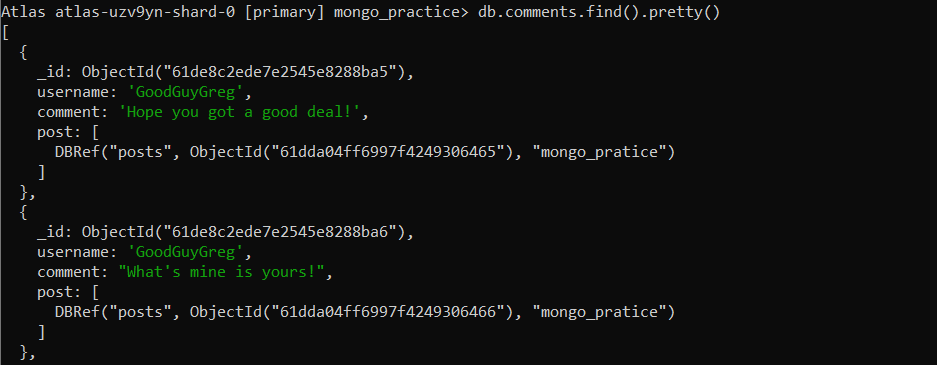 Atlas atlas-uzv9yn-shard-0 [primary] mongo_practice> db.comments.find().pretty()
[
  {
    _id: ObjectId("61de8c2ede7e2545e8288ba5"),
    username: 'GoodGuyGreg',
    comment: 'Hope you got a good deal!',
    post: [
      DBRef("posts", ObjectId("61dda04ff6997f4249306465"), "mongo_pratice")
    ]
  },
  {
    _id: ObjectId("61de8c2ede7e2545e8288ba6"),
    username: 'GoodGuyGreg',
    comment: "What's mine is yours!",
    post: [
      DBRef("posts", ObjectId("61dda04ff6997f4249306466"), "mongo_pratice")
    ]
  },